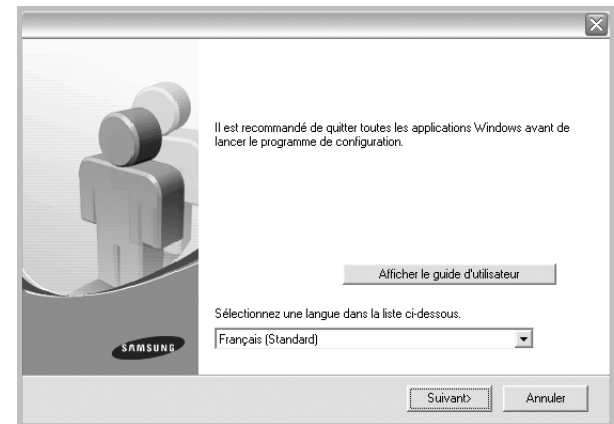 Il est recommandé de quitter toutes les applications Windows avant de
lancer le programme de configuration.
Afficher le guide d'utilisateur
Sélectionnez une langue dans la liste ci-dessous.
Français (Standard)
SAMSUNG
Suivant>
Annuler